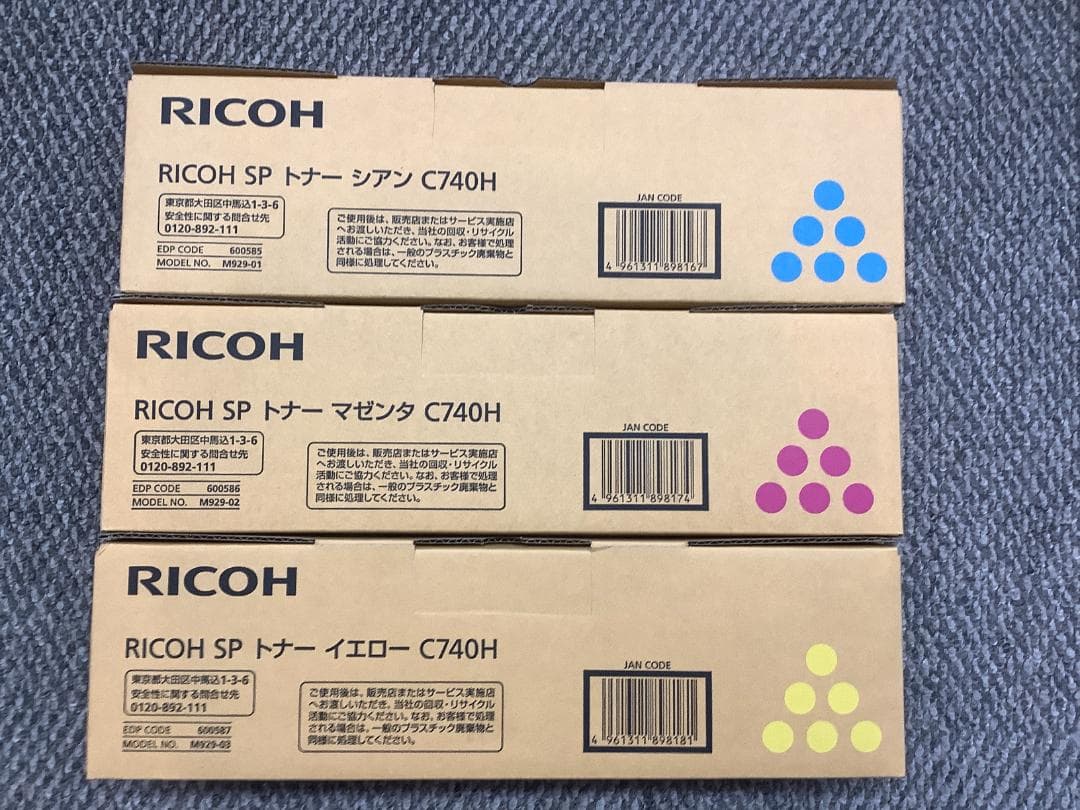 RICOH
RICOH SP トナー シアン C740H
東京都大田区中馬込1-3-6
安全性に関する問合せ先
0120-892-111
EDP CODE 600585
MODEL NO. M929-01
ご使用後は、販売店またはサービス実施店
へお渡しいただき、当社の回収・リサイクル
活動にご協力ください。なお、お客様で処理
される場合は、一般のプラスチック廃棄物と
同様に処理してください。
JAN CODE
4 961311 898167
RICOH
RICOH SP トナー マゼンタ C740H
東京都大田区中馬込1-3-6
安全性に関する問合せ先
0120-892-111
EDP CODE 600586
MODEL NO. M929-02
ご使用後は、販売店またはサービス実施店
へお渡しいただき、当社の回収・リサイクル
活動にご協力ください。なお、お客様で処理
される場合は、一般のプラスチック廃棄物と
同様に処理してください。
JAN CODE
4 961311 898174
RICOH
RICOH SP トナー イエロー C740H
東京都大田区中馬込1-3-6
安全性に関する問合せ先
0120-892-111
EDP CODE 600587
MODEL NO. M929-03
ご使用後は、販売店またはサービス実施店
へお渡しいただき、当社の回収・リサイクル
活動にご協力ください。なお、お客様で処理
される場合は、一般のプラスチック廃棄物と
同様に処理してください。
JAN CODE
4 961311 898181